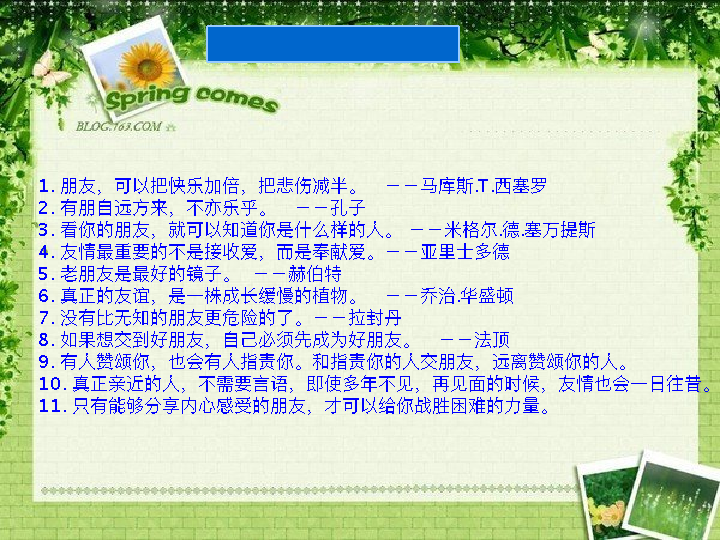 Spring comes
BLOG.163.COM
1. 朋友，可以把快乐加倍，把悲伤减半。 －－马库斯.T.西塞罗
2. 有朋自远方来，不亦乐乎。 －－孔子
3. 看你的朋友，就可以知道你是什么样的人。 －－米格尔.德.塞万提斯
4. 友情最重要的不是接收爱，而是奉献爱。－－亚里士多德
5. 老朋友是最好的镜子。 －－赫伯特
6. 真正的友谊，是一株成长缓慢的植物。 －－乔治.华盛顿
7. 没有比无知的朋友更危险的了。－－拉封丹
8. 如果想交到好朋友，自己必须先成为好朋友。 －－法顶
9. 有人赞颂你，也会有人指责你。和指责你的人交朋友，远离赞颂你的人。
10. 真正亲近的人，不需要言语，即使多年不见，再见面的时候，友情也会一日往昔。
11. 只有能够分享内心感受的朋友，才可以给你战胜困难的力量。